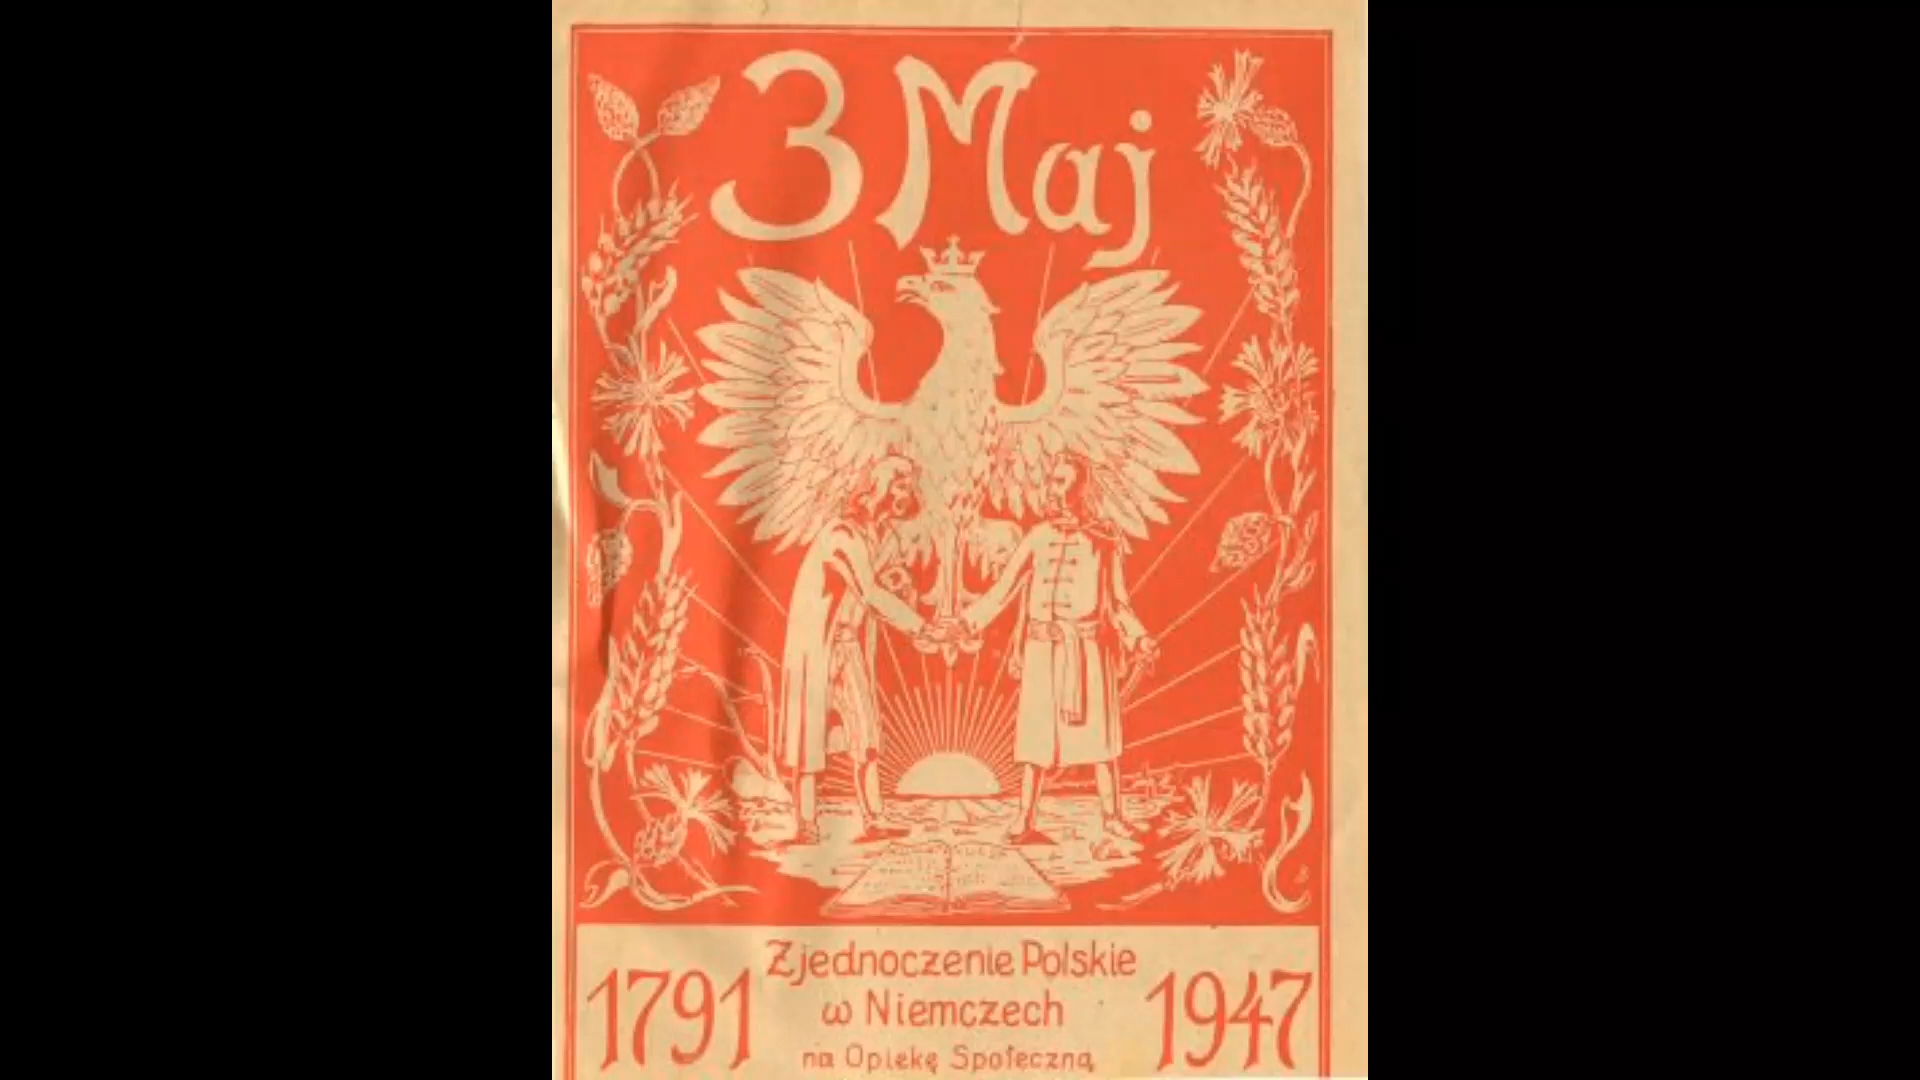 3 Maj
1791 Zjednoczenie Polskie 1947
w Niemczech
na Opiekę Społeczną